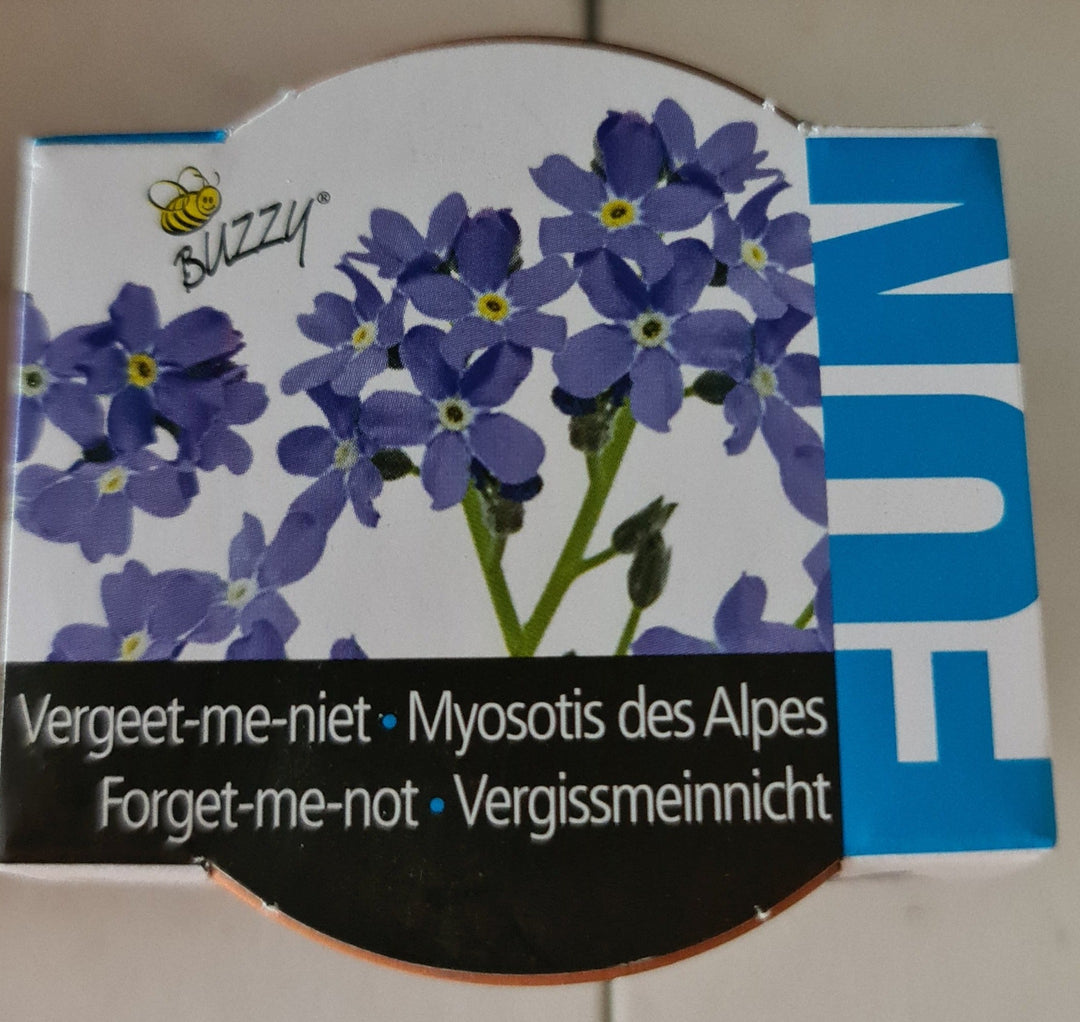 BUZZY®
Vergeet-me-niet • Myosotis des Alpes
Forget-me-not • Vergissmeinnicht
FUN